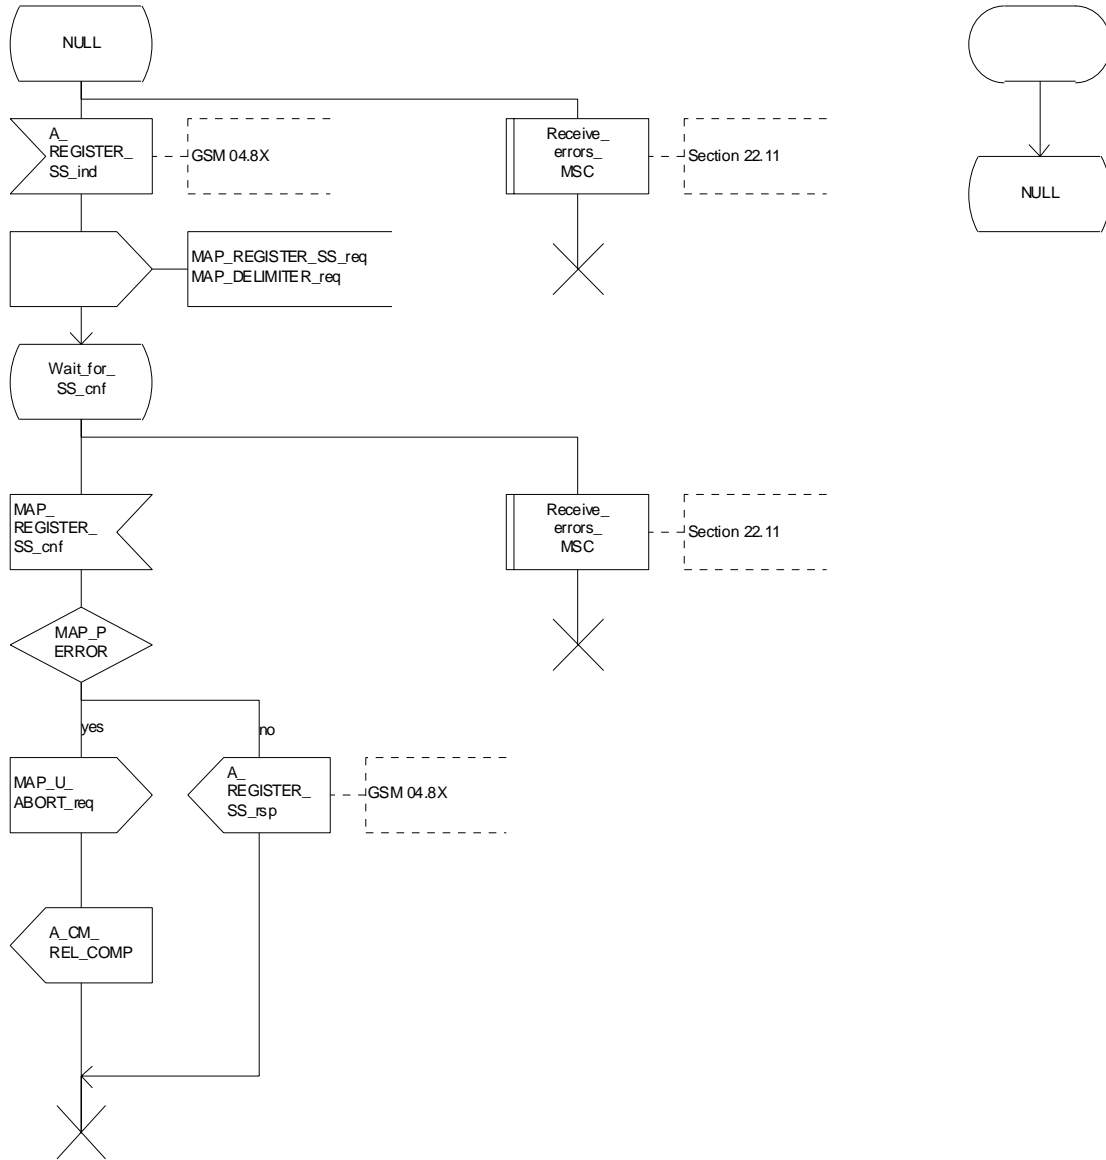 NULL
A_
REGISTER_
SS_ind
GSM 04.8X
Receive_
errors_
MSC
Section 22.11
NULL
MAP_REGISTER_SS_req
MAP_DELIMITER_req
Wait_for_
SS_cnf
MAP_
REGISTER_
SS_cnf
Receive_
errors_
MSC
Section 22.11
MAP_P
ERROR
yes
no
MAP_U_
ABORT_req
A_
REGISTER_
SS_rsp
GSM 04.8X
A_CM_
REL_COMP